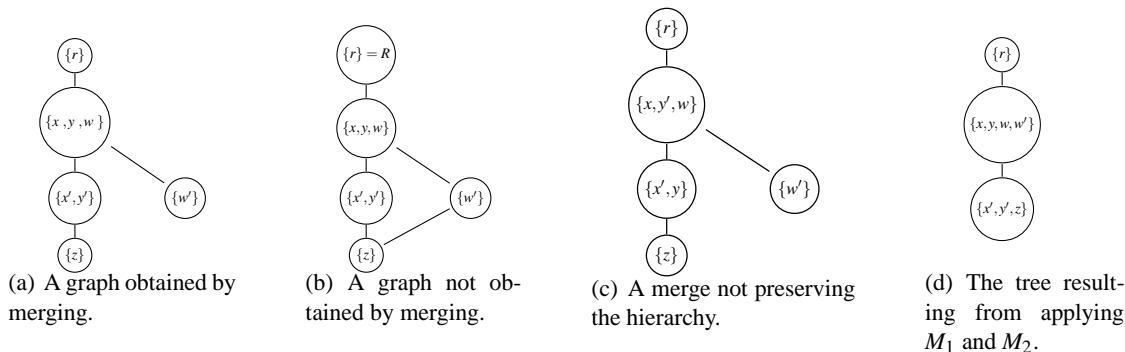 {r}
{x ,y ,w }
{x′,y′}
{w′}
{z}
(a) A graph obtained by
merging.
{r} = R
{x,y,w}
{x′,y′}
{w′}
{z}
(b) A graph not ob-
tained by merging.
{r}
{x,y′,w}
{x′,y}
{w′}
{z}
(c) A merge not preserving
the hierarchy.
{r}
{x,y,w,w′}
{x′,y′,z}
(d) The tree result-
ing from applying
M1 and M2.